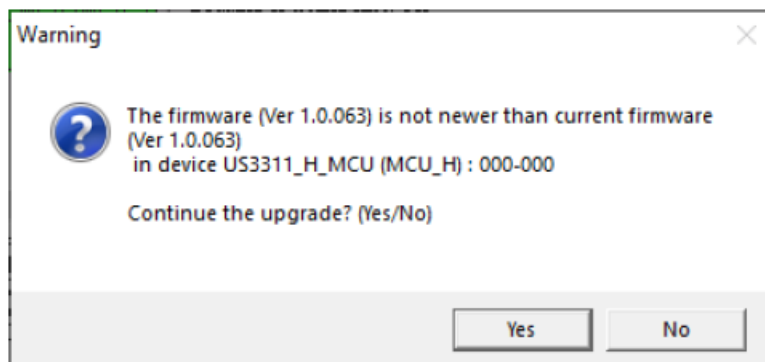 Warning
The firmware (Ver 1.0.063) is not newer than current firmware
(Ver 1.0.063)
in device US3311_H_MCU (MCU_H) : 000-000
Continue the upgrade? (Yes/No)
Yes
No